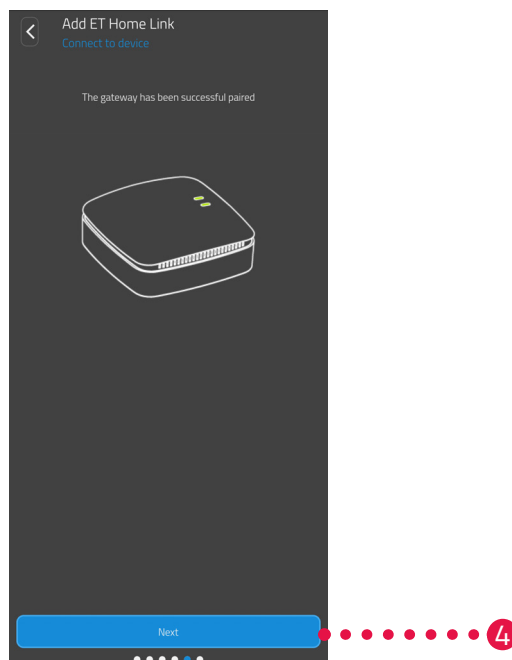 Add ET Home Link
Connect to device
The gateway has been successful paired
Next
4